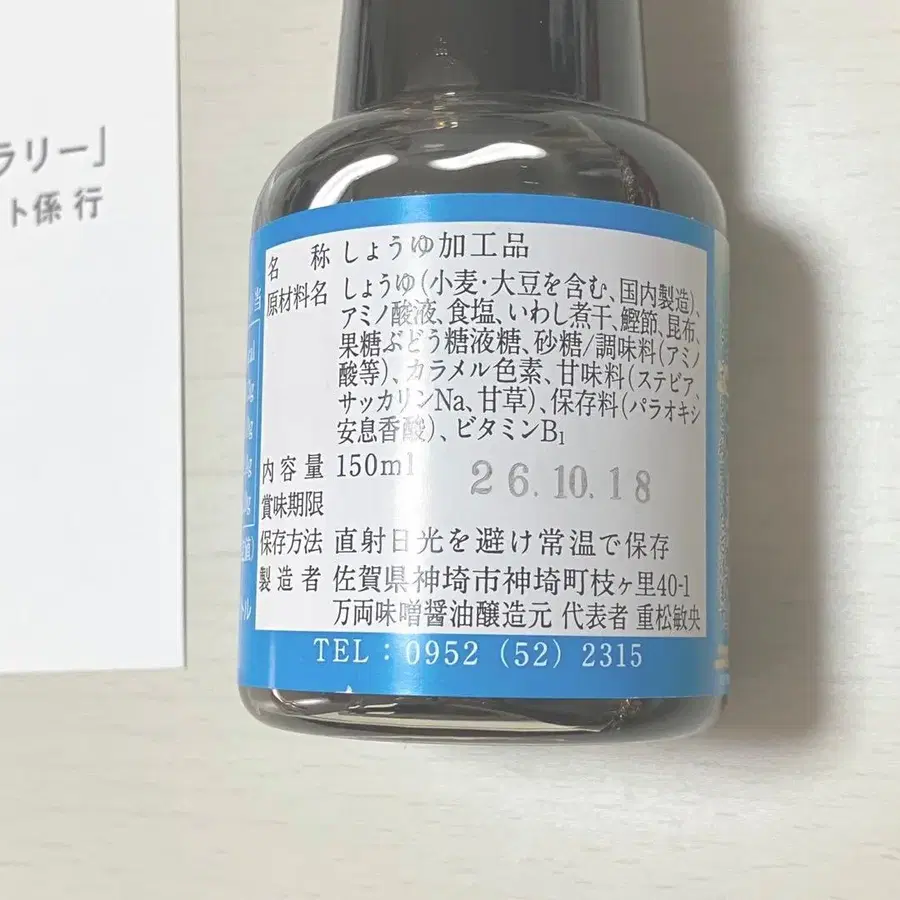 ラリー」
ト係 行
名 称 しょうゆ加工品
原材料名 しょうゆ(小麦・大豆を含む、国内製造)、
アミノ酸液、食塩、いわし煮干、鰹節、昆布、
果糖ぶどう糖液糖、砂糖/調味料(アミノ
酸等)、カラメル色素、甘味料(ステビア、
サッカリンNa、甘草)、保存料(パラオキシ
安息香酸)、ビタミンB₁
内容量 150ml
賞味期限 26.10.18
保存方法 直射日光を避け常温で保存
製造者 佐賀県神埼市神埼町枝ヶ里40-1
万両味噌醤油醸造元 代表者 重松敏央
TEL:0952(52)2315
当